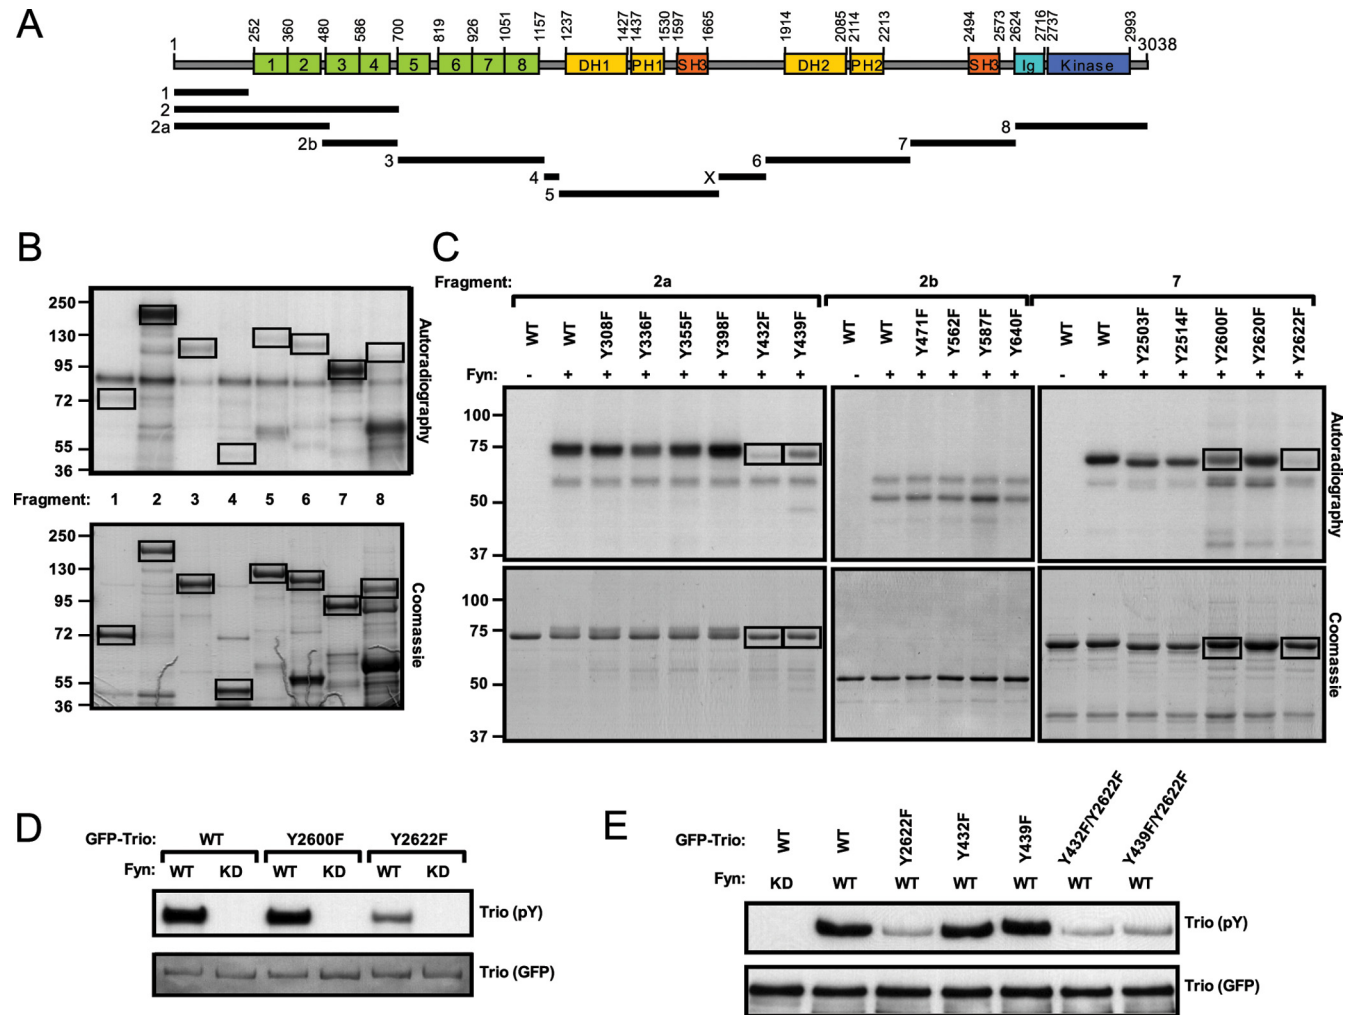 A
1 252 360 490 586 700 819 926 1051 1157 1237 1427 1437 1530 1597 1665 1914 2085 2114 2213 2494 2573 2624 2716 2737 2993 3038
1 2 3 4 5 6 7 8 DH1 PH1 SH3 DH2 PH2 SH3 Ig Kinase
1
2
2a 8
2b 7
3 6
4 X
5
B
250
130
95
72
55
36
Autoradiography
Fragment: 1 2 3 4 5 6 7 8
250
130
95
72
55
36
Coomassie
C
Fragment: 2a 2b 7
WT WT Y308F Y336F Y355F Y398F Y432F Y439F WT WT Y471F Y562F Y587F Y640F WT WT Y2503F Y2514F Y2600F Y2620F Y2622F
Fyn: - + + + + + + + - + + + + + - + + + + + +
100
75
50
37
Autoradiography
100
75
50
37
Coomassie
D
GFP-Trio: WT Y2600F Y2622F
Fyn: WT KD WT KD WT KD
Trio (pY)
Trio (GFP)
E
GFP-Trio: WT WT Y2622F Y432F Y439F Y432F/Y2622F Y439F/Y2622F
Fyn: KD WT WT WT WT WT WT
Trio (pY)
Trio (GFP)